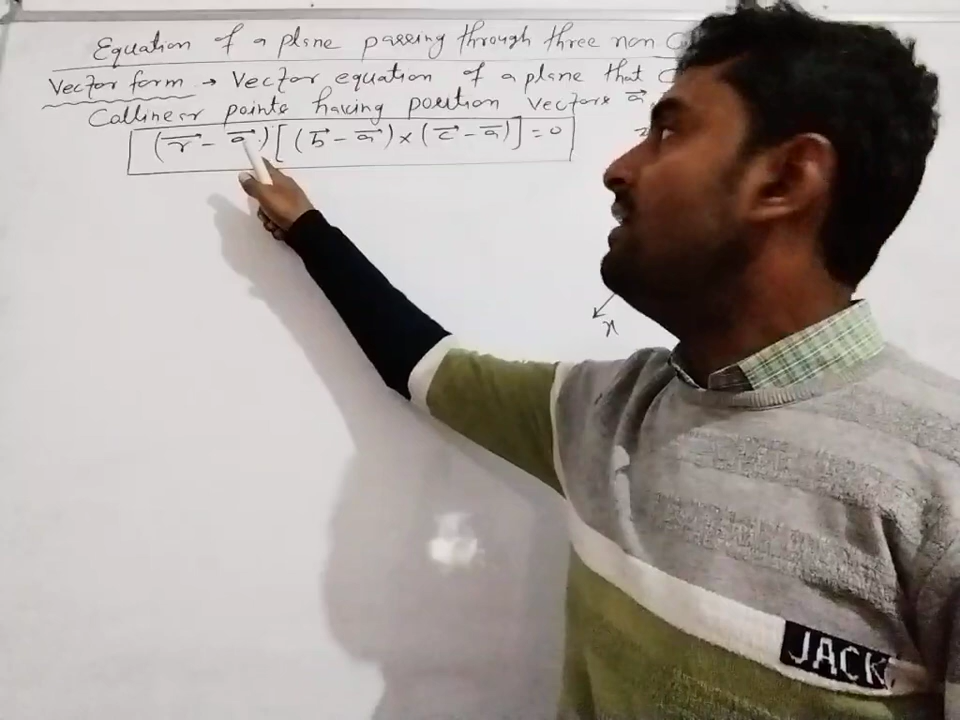 Equation of a plane passing through three non
Vector form → Vector equation of a plane that
Collinear points having position vectors a⃗
(r⃗ - a⃗)[(b⃗ - a⃗) × (c⃗ - a⃗)] = 0
x
JACK